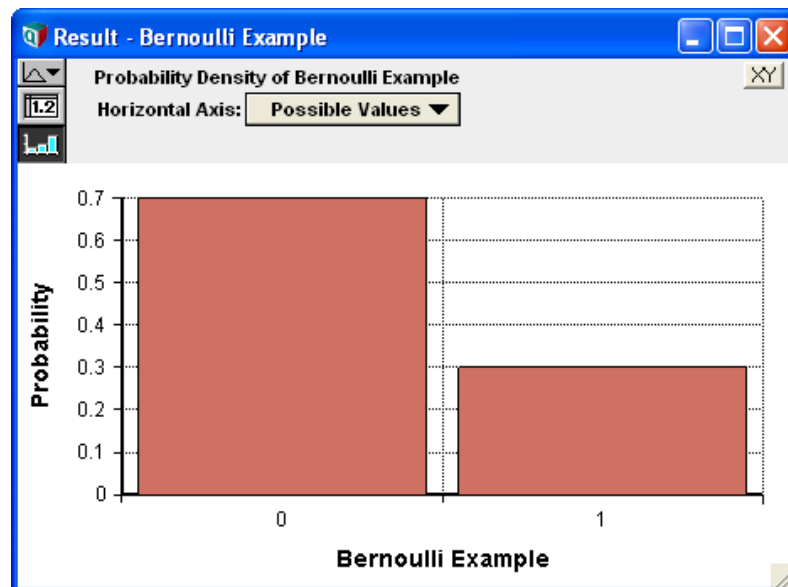 Result - Bernoulli Example
Probability Density of Bernoulli Example
XY
1.2
Horizontal Axis: Possible Values
0.7
0.6
0.5
0.4
0.3
0.2
0.1
0
Probability
0 1
Bernoulli Example